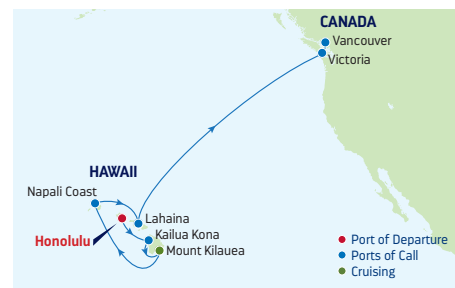 CANADA
Vancouver
Victoria
HAWAII
Napali Coast
Lahaina
Kailua Kona
Honolulu
Mount Kilauea
Port of Departure
Ports of Call
Cruising